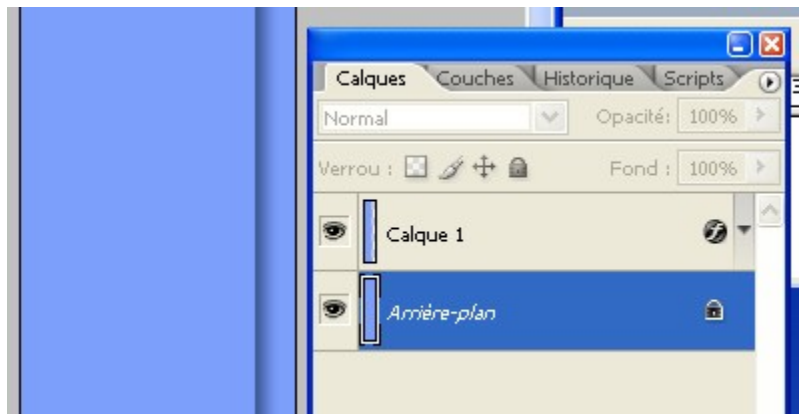 Calques Couches Historique Scripts
Normal Opacité: 100%
Verrou : Fond : 100%
Calque 1
Arrière-plan